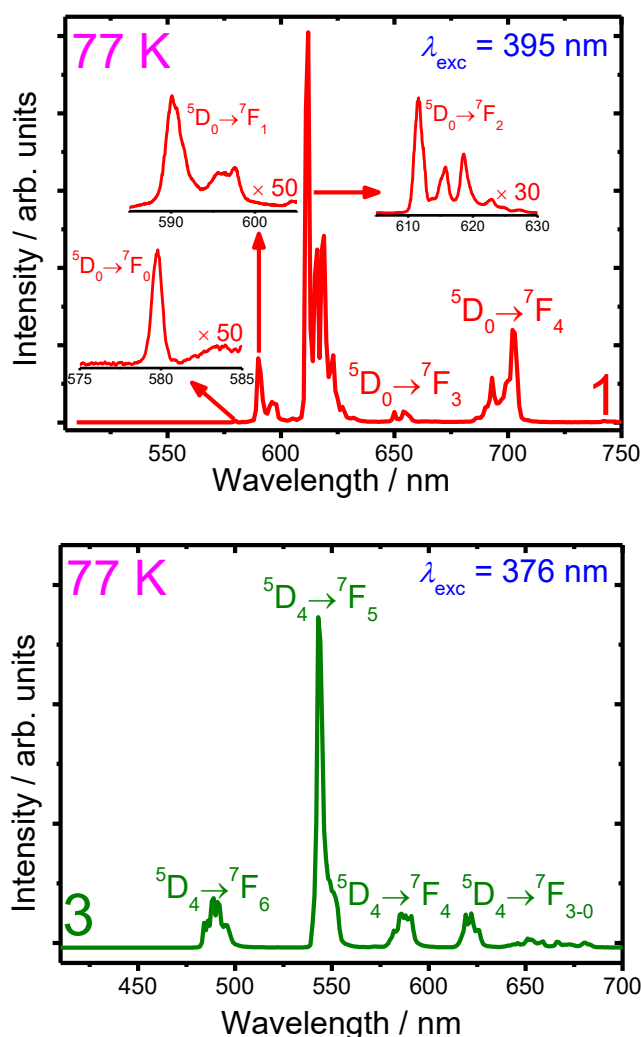 77 K
λexc = 395 nm
⁵D₀→⁷F₁
× 50
590 600
⁵D₀→⁷F₂
× 30
610 620 630
⁵D₀→⁷F₀
× 50
575 580 585
⁵D₀→⁷F₃
⁵D₀→⁷F₄
1
Intensity / arb. units
550 600 650 700 750
Wavelength / nm
77 K
λexc = 376 nm
⁵D₄→⁷F₅
⁵D₄→⁷F₆
⁵D₄→⁷F₄
⁵D₄→⁷F₃₋₀
3
Intensity / arb. units
450 500 550 600 650 700
Wavelength / nm